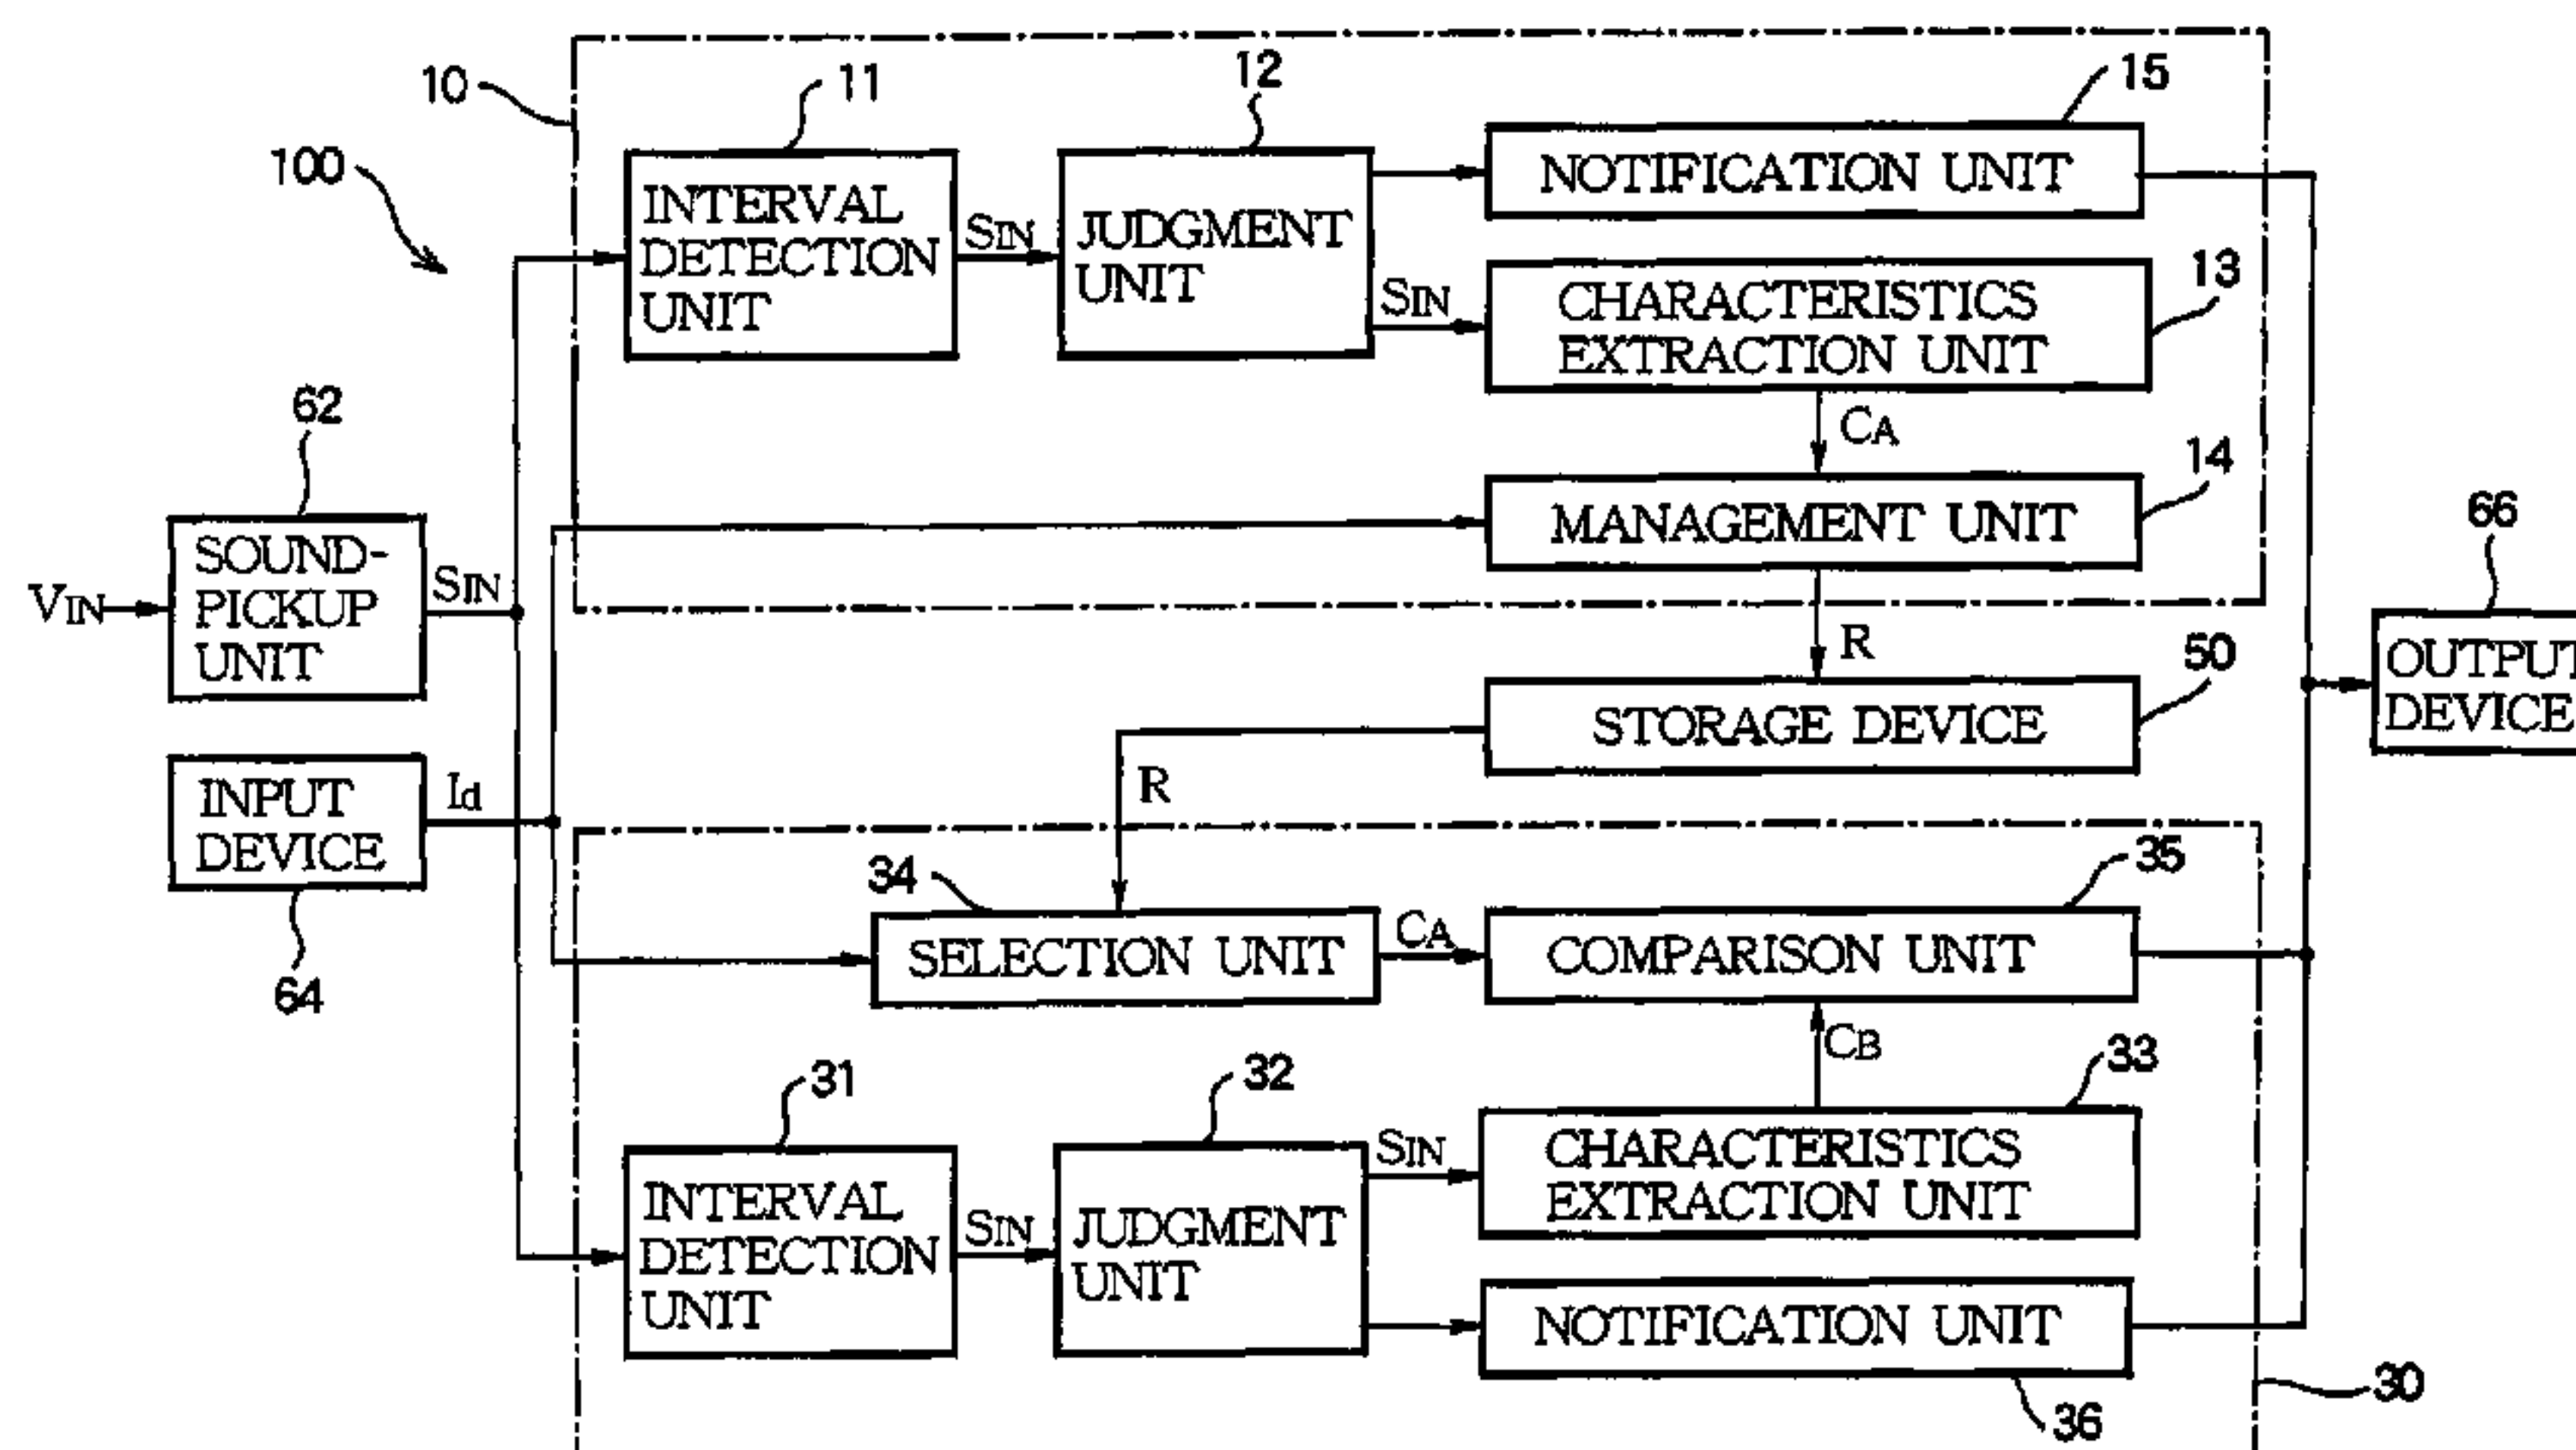 10
11
12
15
100
INTERVAL
DETECTION
UNIT
SIN
JUDGMENT
UNIT
NOTIFICATION UNIT
SIN
CHARACTERISTICS
EXTRACTION UNIT
13
CA
14
MANAGEMENT UNIT
62
VIN
SOUND-
PICKUP
UNIT
SIN
R
50
STORAGE DEVICE
66
OUTPUT
DEVICE
INPUT
DEVICE
Id
64
R
34
SELECTION UNIT
CA
35
COMPARISON UNIT
CB
33
31
32
INTERVAL
DETECTION
UNIT
SIN
JUDGMENT
UNIT
SIN
CHARACTERISTICS
EXTRACTION UNIT
NOTIFICATION UNIT
30
36